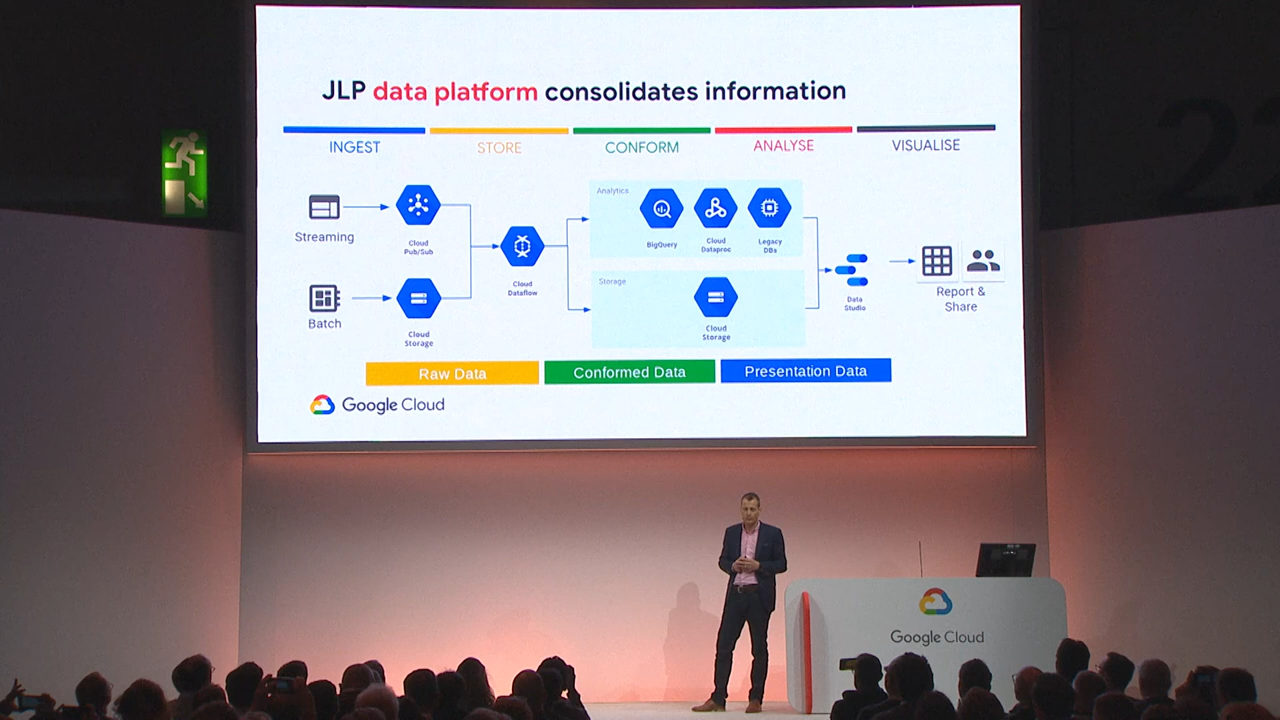 JLP data platform consolidates information
INGEST
STORE
CONFORM
ANALYSE
VISUALISE
Streaming
Batch
Cloud
Pub/Sub
Cloud
Storage
Cloud
Dataflow
Analytics
BigQuery
Cloud
Dataproc
Legacy
DBs
Storage
Cloud
Storage
Data
Studio
Report &
Share
Raw Data
Conformed Data
Presentation Data
Google Cloud
Google Cloud